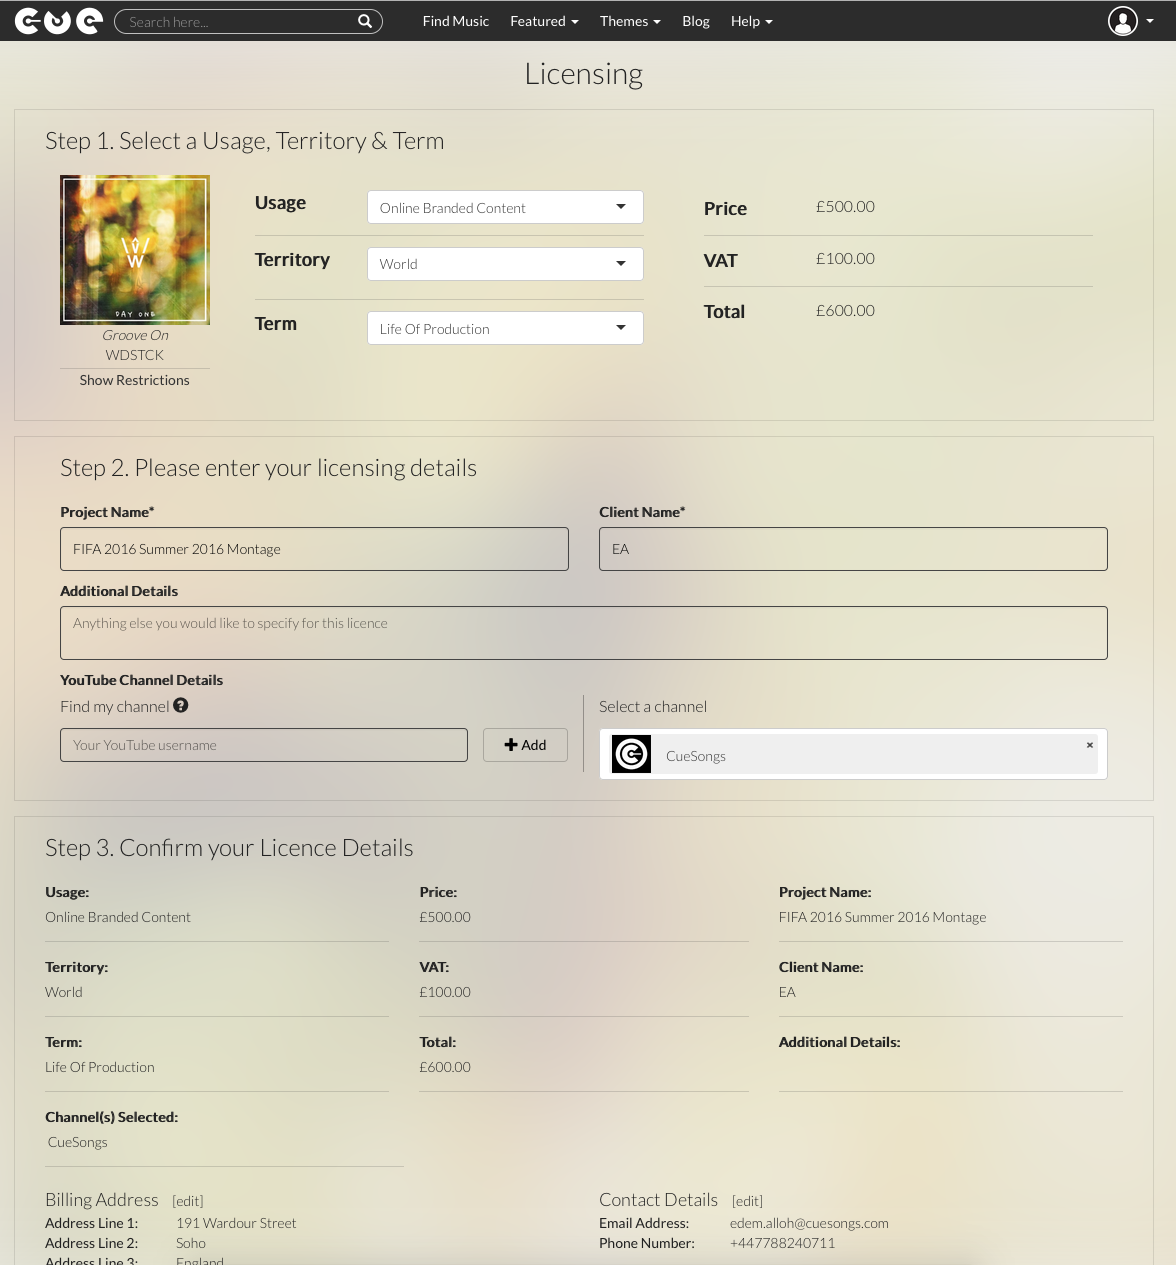 cue
Search here...
Find Music Featured Themes Blog Help
Licensing
Step 1. Select a Usage, Territory & Term
Usage Online Branded Content
Price £500.00
Territory World
VAT £100.00
Term Life Of Production
Total £600.00
W
DAY ONE
Groove On
WDSTCK
Show Restrictions
Step 2. Please enter your licensing details
Project Name* Client Name*
FIFA 2016 Summer 2016 Montage EA
Additional Details
Anything else you would like to specify for this licence
YouTube Channel Details
Find my channel ? Select a channel
Your YouTube username + Add CueSongs ×
Step 3. Confirm your Licence Details
Usage: Price: Project Name:
Online Branded Content £500.00 FIFA 2016 Summer 2016 Montage
Territory: VAT: Client Name:
World £100.00 EA
Term: Total: Additional Details:
Life Of Production £600.00
Channel(s) Selected:
CueSongs
Billing Address [edit] Contact Details [edit]
Address Line 1: 191 Wardour Street Email Address: edem.alloh@cuesongs.com
Address Line 2: Soho Phone Number: +447788240711
Address Line 3: England